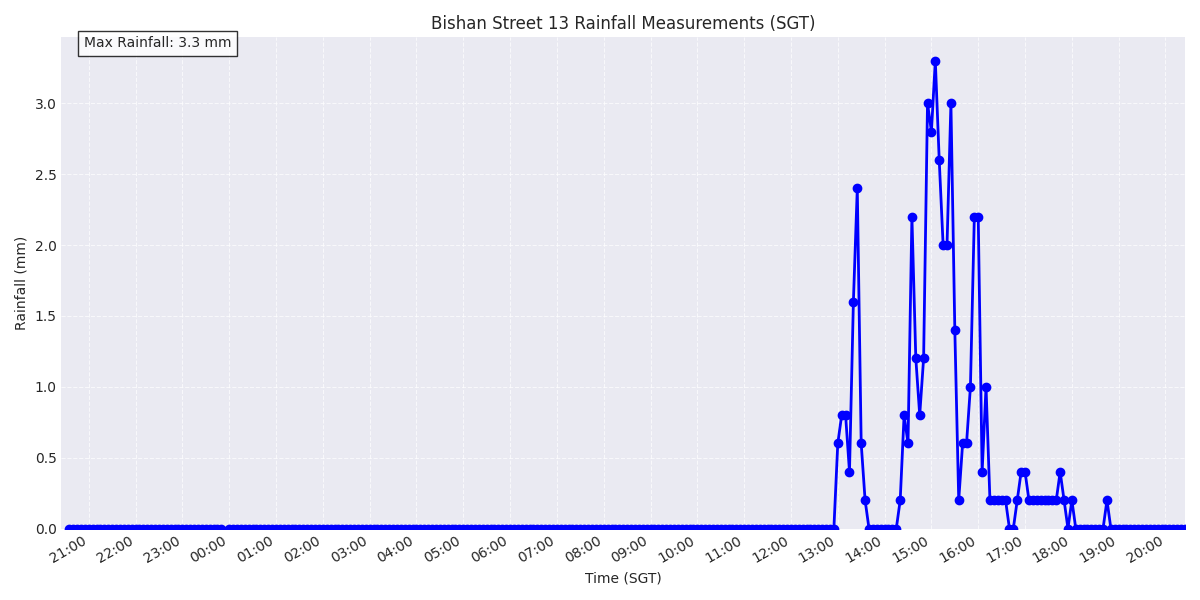 Bishan Street 13 Rainfall Measurements (SGT)
Max Rainfall: 3.3 mm
Rainfall (mm)
3.0
2.5
2.0
1.5
1.0
0.5
0.0
21:00 22:00 23:00 00:00 01:00 02:00 03:00 04:00 05:00 06:00 07:00 08:00 09:00 10:00 11:00 12:00 13:00 14:00 15:00 16:00 17:00 18:00 19:00 20:00
Time (SGT)